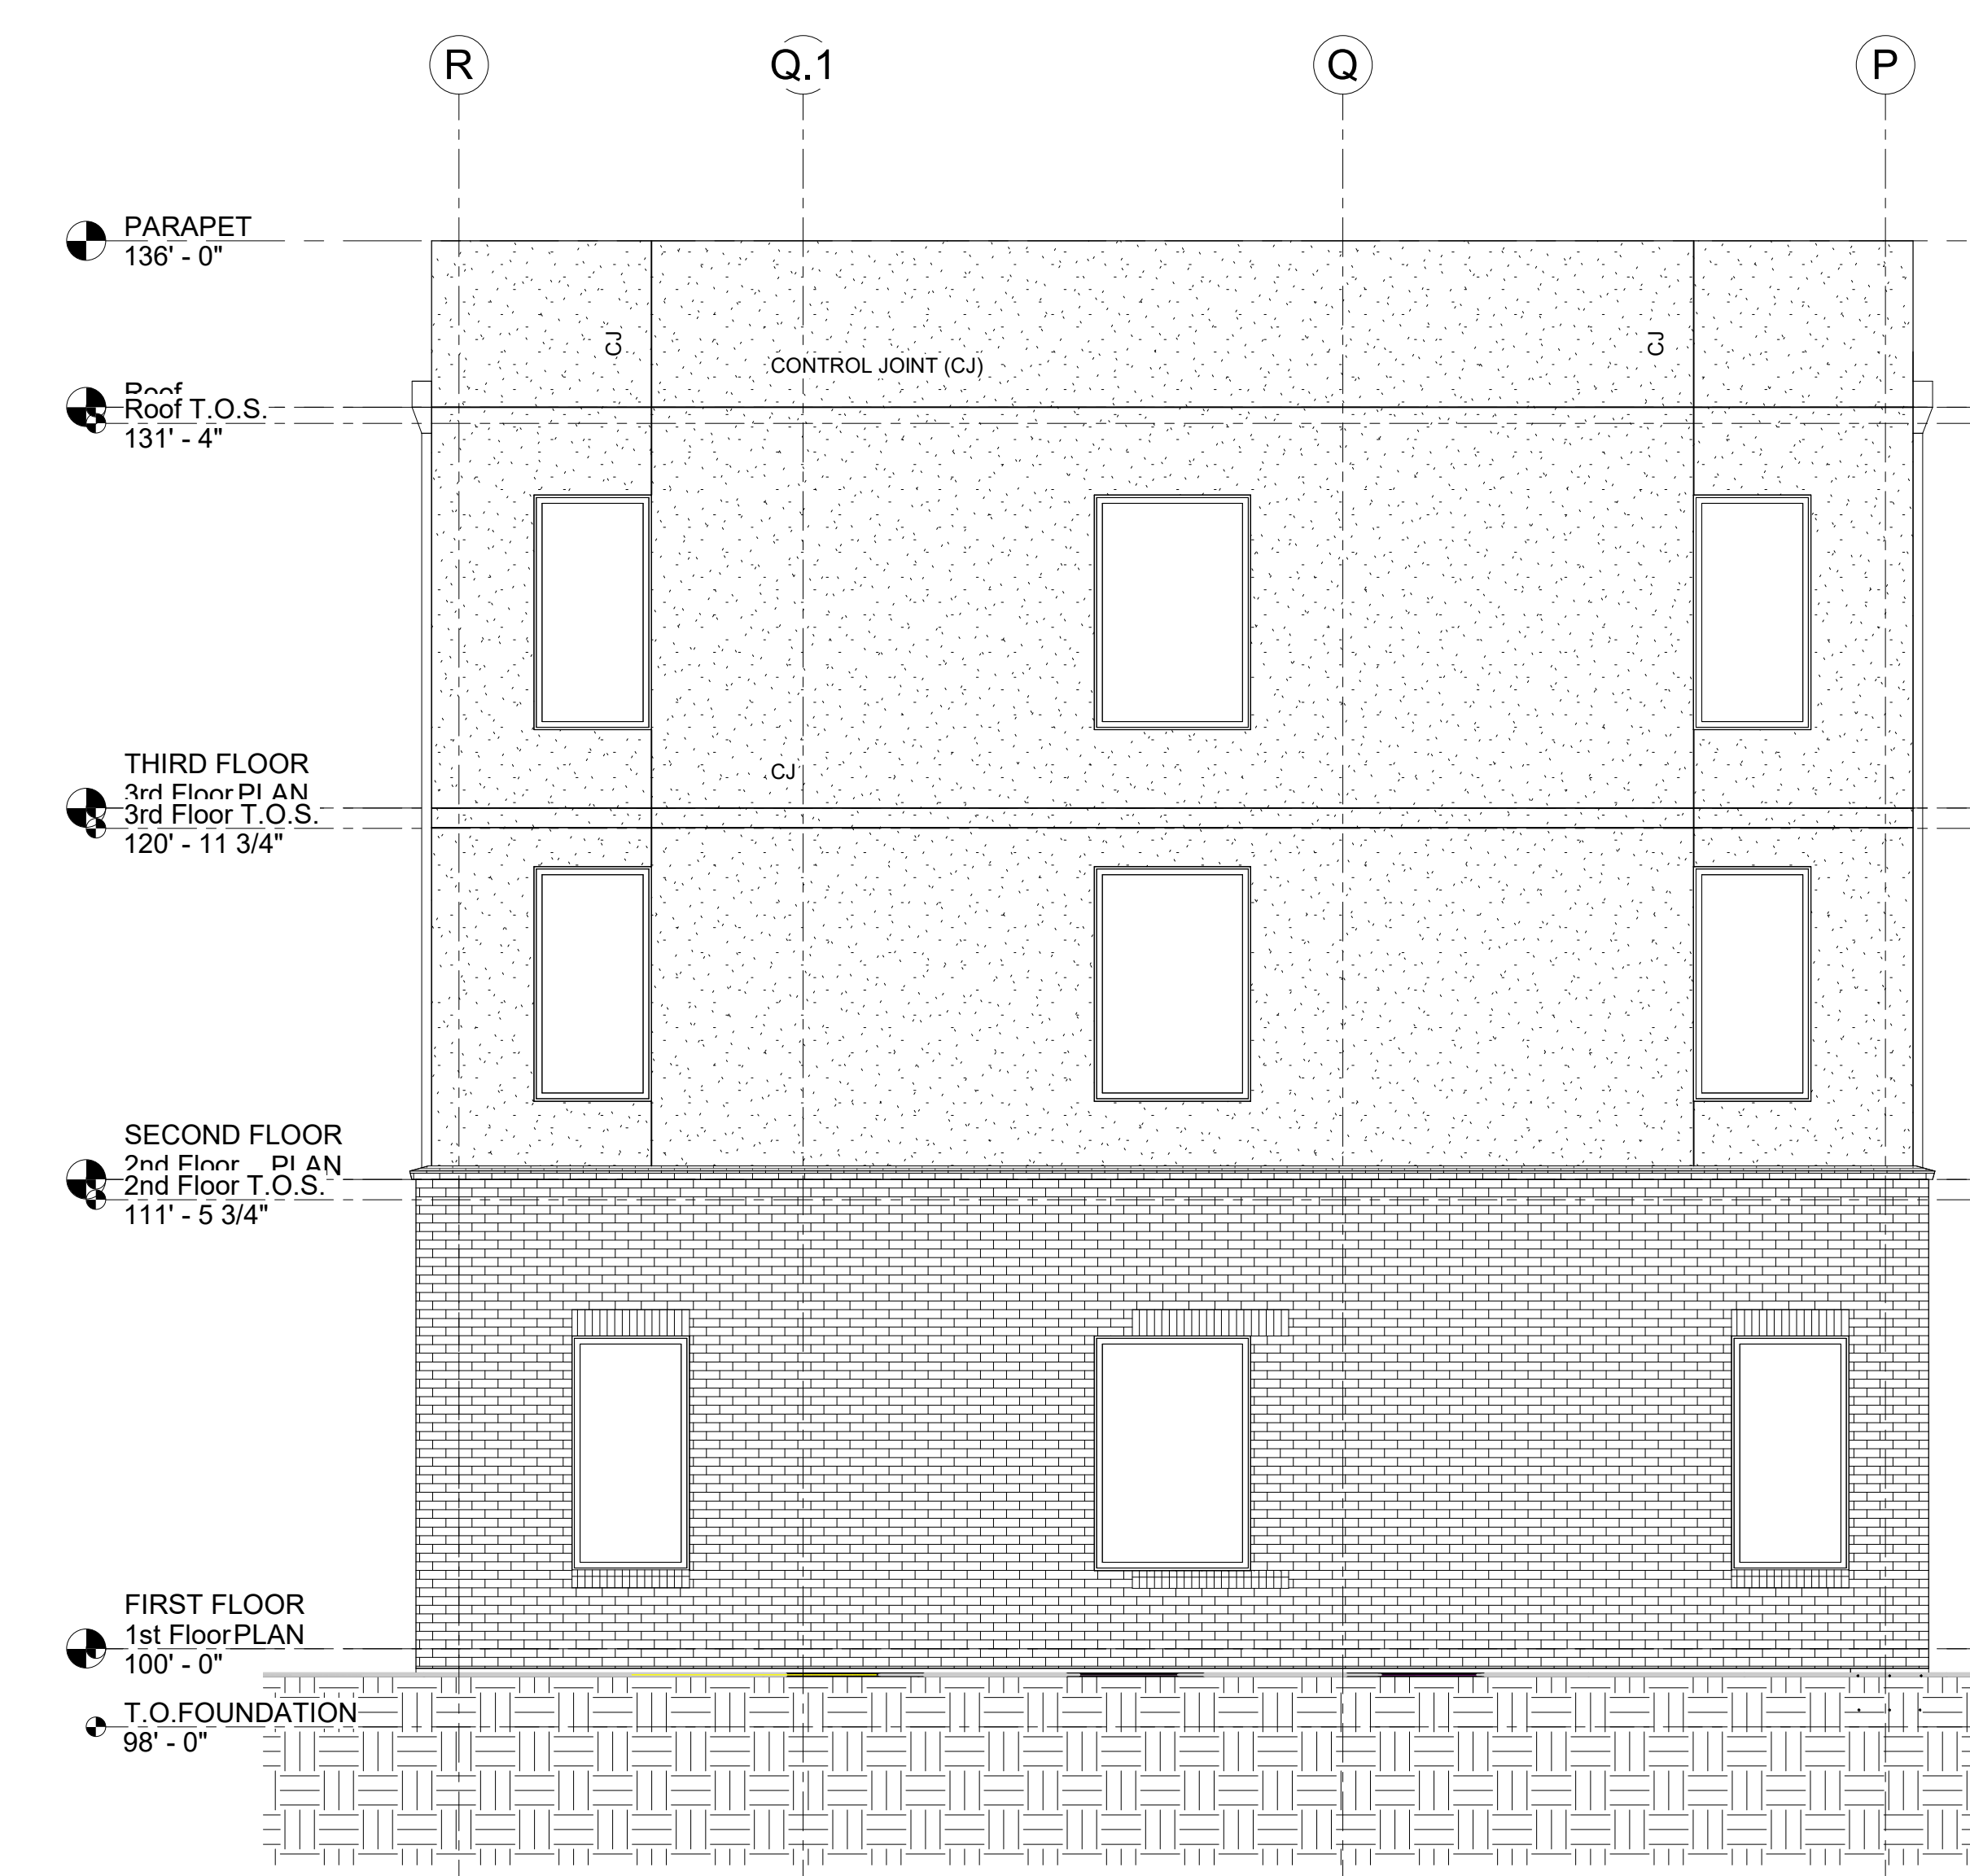 R
Q.1
Q
P
PARAPET
136' - 0"
CJ
CJ
CONTROL JOINT (CJ)
Roof
Roof T.O.S.
131' - 4"
THIRD FLOOR
3rd Floor PLAN
3rd Floor T.O.S.
120' - 11 3/4"
CJ
SECOND FLOOR
2nd Floor PLAN
2nd Floor T.O.S.
111' - 5 3/4"
FIRST FLOOR
1st Floor PLAN
100' - 0"
T.O.FOUNDATION
98' - 0"